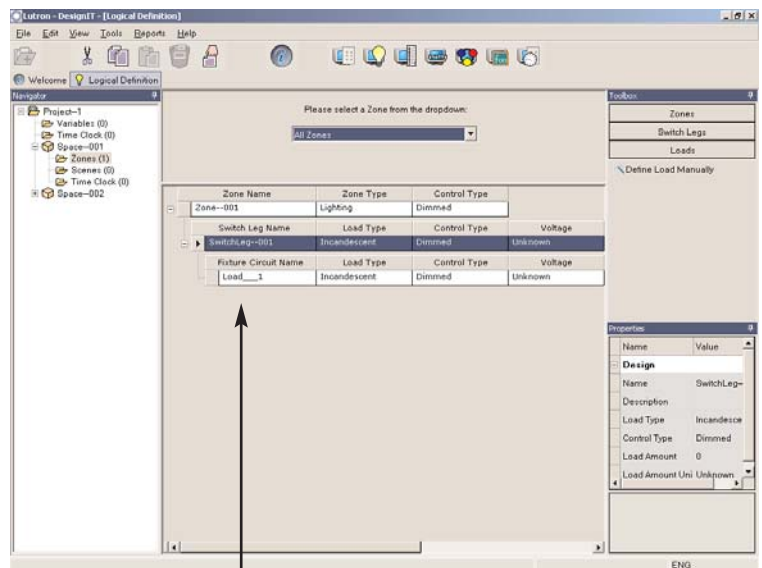 Lutron - DesignIT - [Logical Definition]
File Edit View Tools Reports Help
Welcome Logical Definition
Navigator
Project-1
Variables (0)
Time Clock (0)
Space-001
Zones (1)
Scenes (0)
Time Clock (0)
Space-002
Please select a Zone from the dropdown:
All Zones
Zone Name Zone Type Control Type
Zone--001 Lighting Dimmed
Switch Leg Name Load Type Control Type Voltage
SwitchLeg--001 Incandescent Dimmed Unknown
Fixture Circuit Name Load Type Control Type Voltage
Load___1 Incandescent Dimmed Unknown
Toolbox
Zones
Switch Legs
Loads
Define Load Manually
Properties
Name Value
Design
Name SwitchLeg-
Description
Load Type Incandesce
Control Type Dimmed
Load Amount 0
Load Amount Uni Unknown
ENG